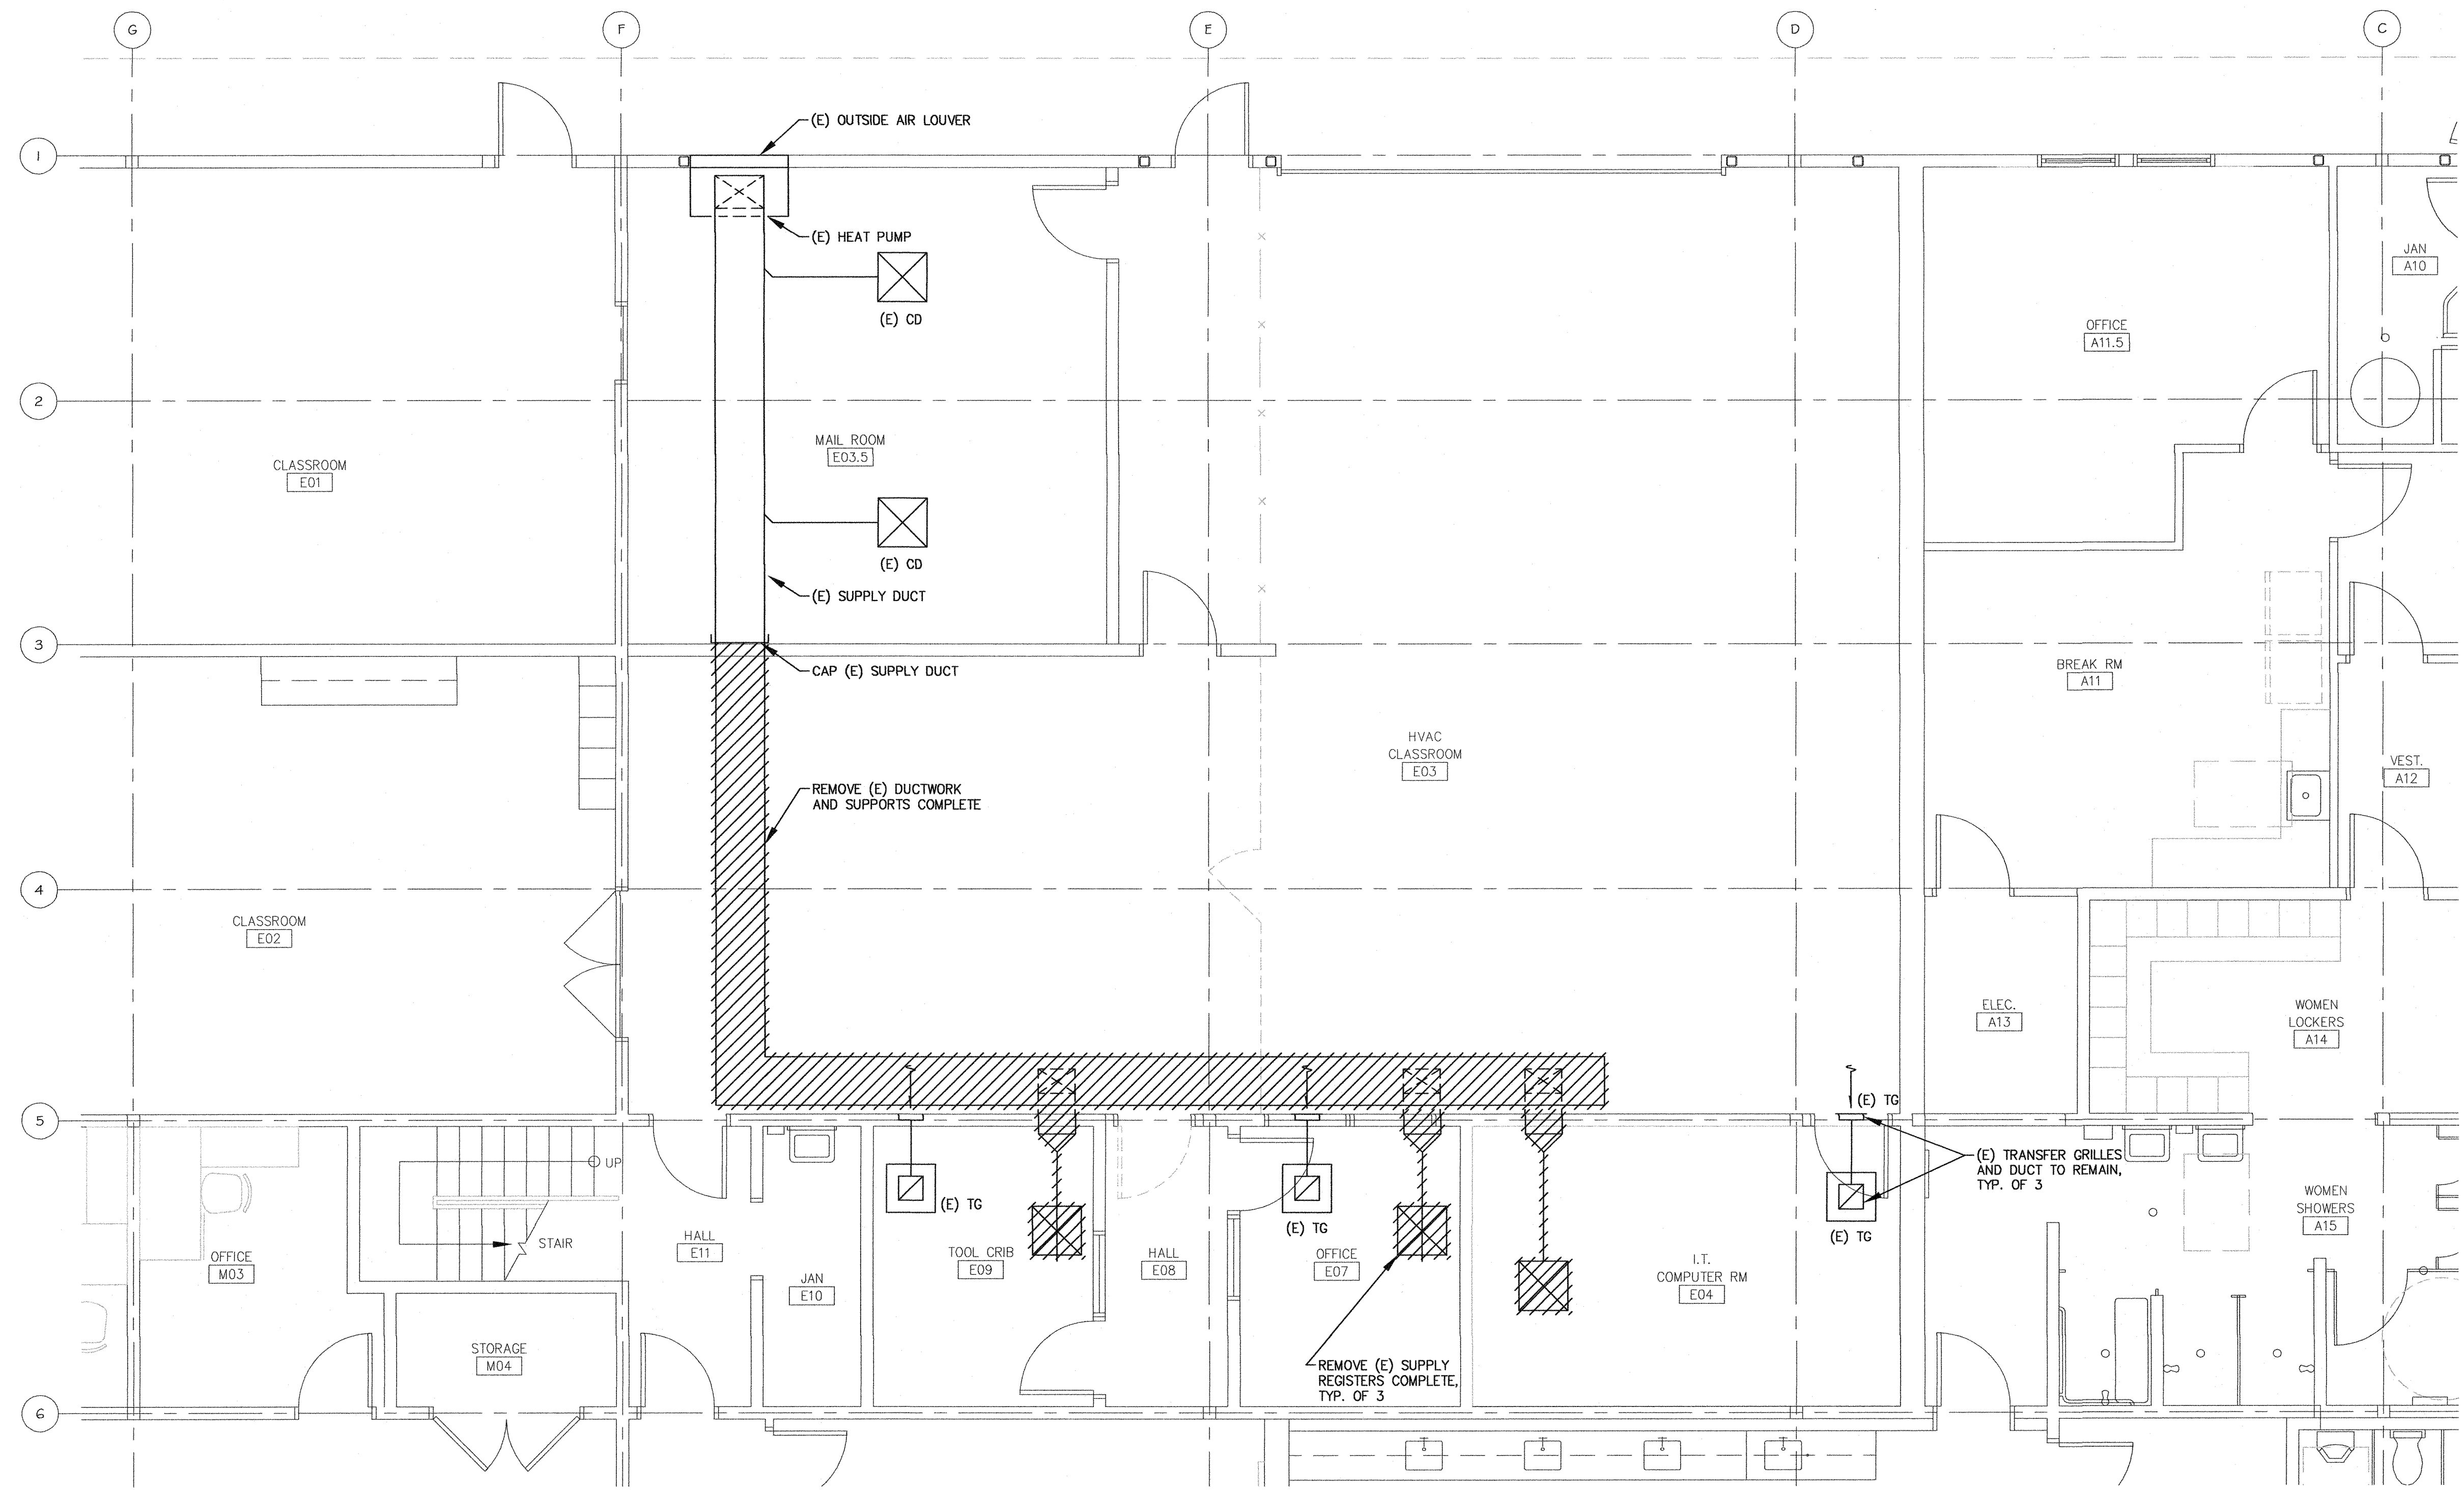 G
F
E
D
C
1
2
3
4
5
6
(E) OUTSIDE AIR LOUVER
(E) HEAT PUMP
(E) CD
MAIL ROOM
E03.5
(E) CD
(E) SUPPLY DUCT
CAP (E) SUPPLY DUCT
REMOVE (E) DUCTWORK
AND SUPPORTS COMPLETE
CLASSROOM
E01
CLASSROOM
E02
HVAC
CLASSROOM
E03
OFFICE
A11.5
JAN
A10
BREAK RM
A11
VEST.
A12
ELEC.
A13
WOMEN
LOCKERS
A14
(E) TG
(E) TRANSFER GRILLES
AND DUCT TO REMAIN,
TYP. OF 3
WOMEN
SHOWERS
A15
UP
STAIR
OFFICE
M03
STORAGE
M04
HALL
E11
JAN
E10
(E) TG
TOOL CRIB
E09
HALL
E08
(E) TG
OFFICE
E07
I.T.
COMPUTER RM
E04
(E) TG
REMOVE (E) SUPPLY
REGISTERS COMPLETE,
TYP. OF 3